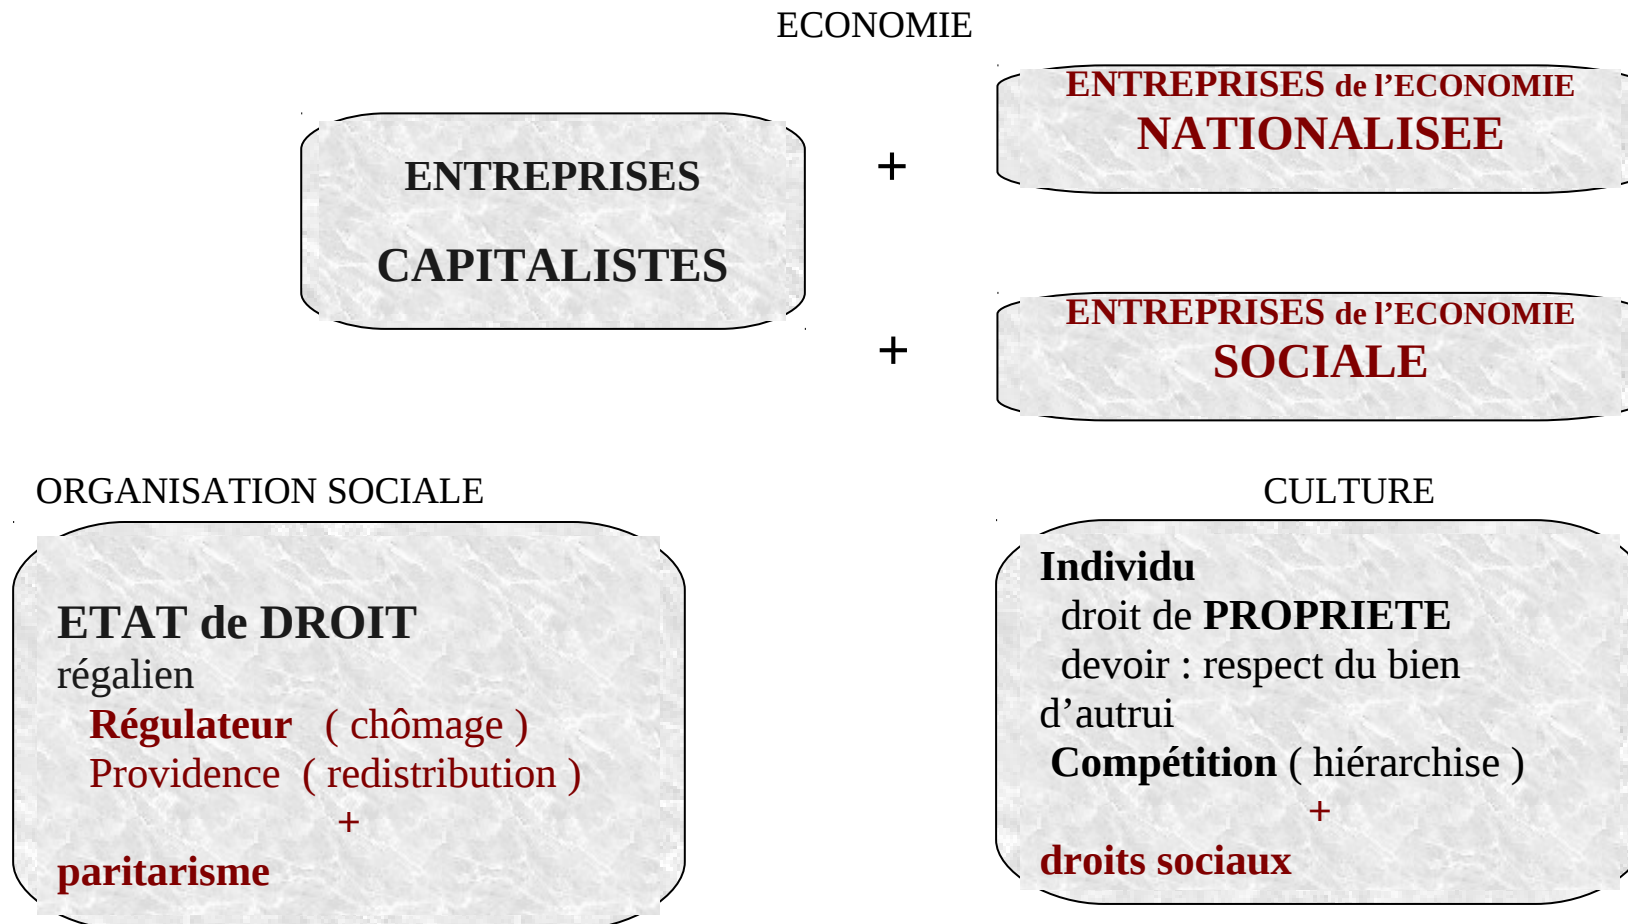 ECONOMIE
ENTREPRISES
CAPITALISTES
+
ENTREPRISES de l’ECONOMIE
NATIONALISEE
+
ENTREPRISES de l’ECONOMIE
SOCIALE
ORGANISATION SOCIALE
ETAT de DROIT
régalien
Régulateur ( chômage )
Providence ( redistribution )
+
paritarisme
CULTURE
Individu
droit de PROPRIETE
devoir : respect du bien
d’autrui
Compétition ( hiérarchise )
+
droits sociaux